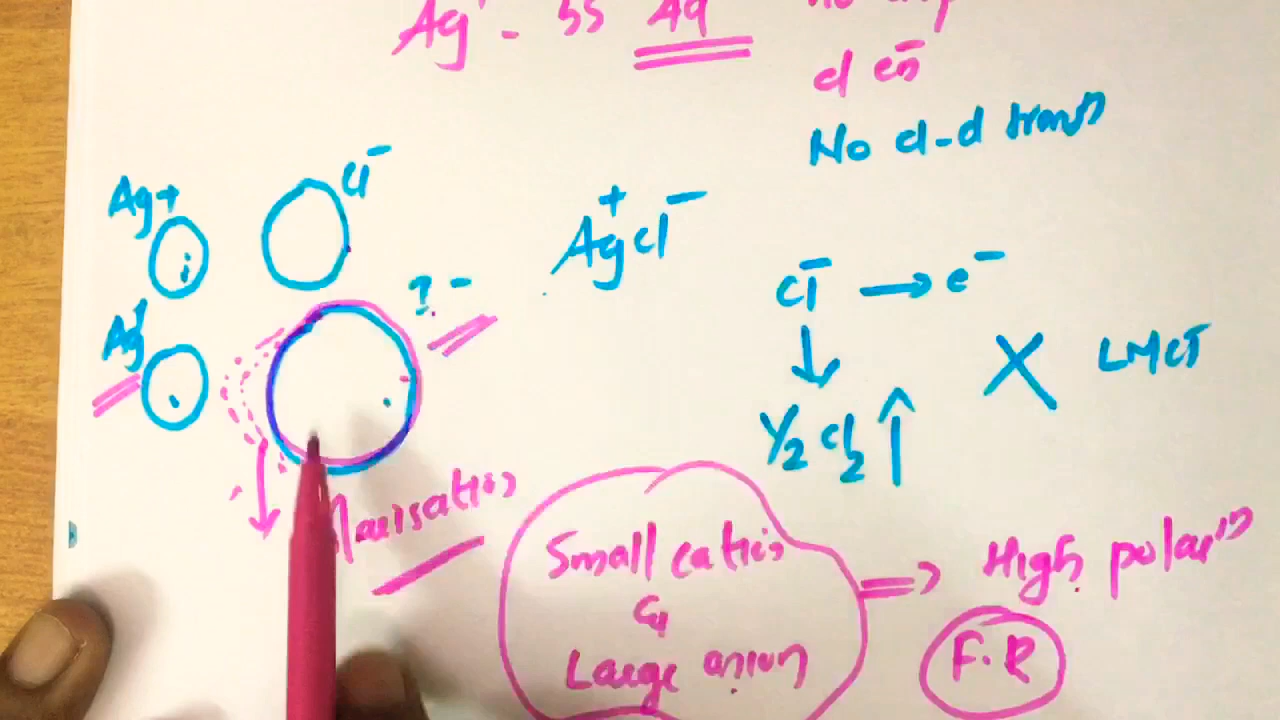 Ag+ - 55 Ag
d en̄
No d-d trans
Ag+
Cl-
Ag+Cl-
? -
Ag+
Cl- → e-
X LMCT
1/2 Cl2 ↑
Small cation
&
Large anion
⇒ High polar^n
F.R